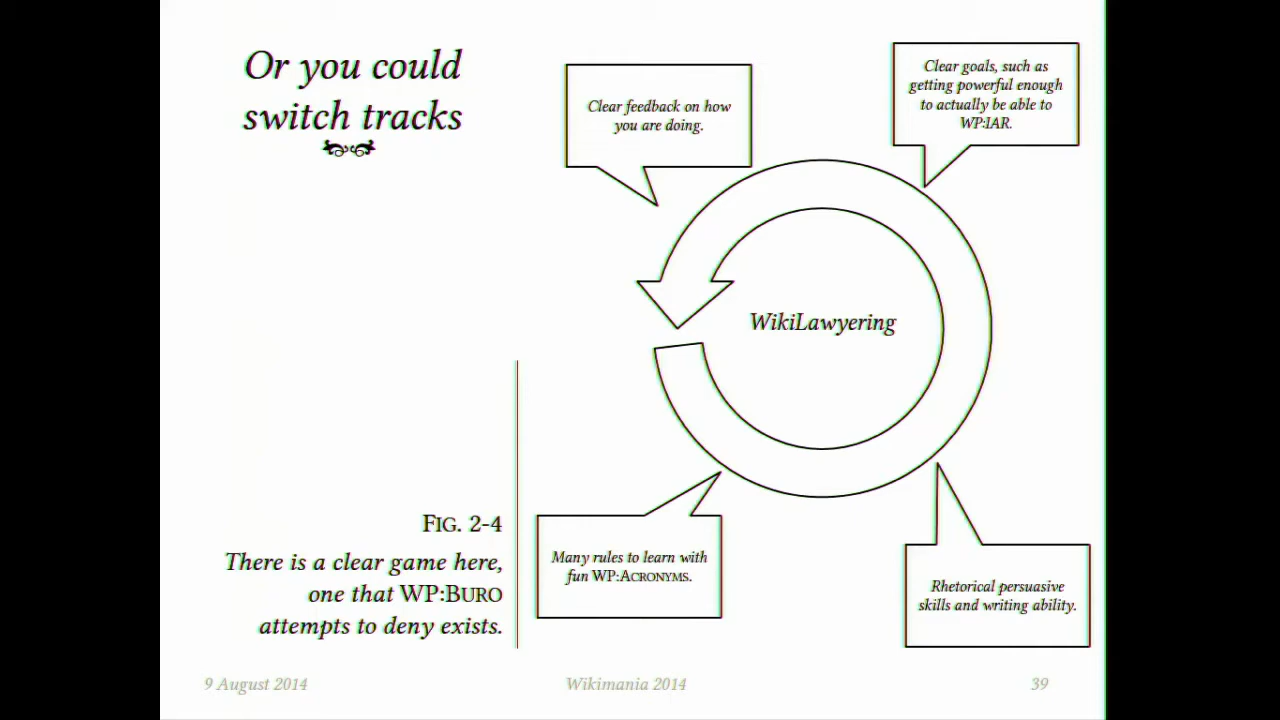 Or you could
switch tracks
Clear feedback on how
you are doing.
Clear goals, such as
getting powerful enough
to actually be able to
WP:IAR.
WikiLawyering
Many rules to learn with
fun WP:ACRONYMS.
Rhetorical persuasive
skills and writing ability.
FIG. 2-4
There is a clear game here,
one that WP:BURO
attempts to deny exists.
9 August 2014
Wikimania 2014
39